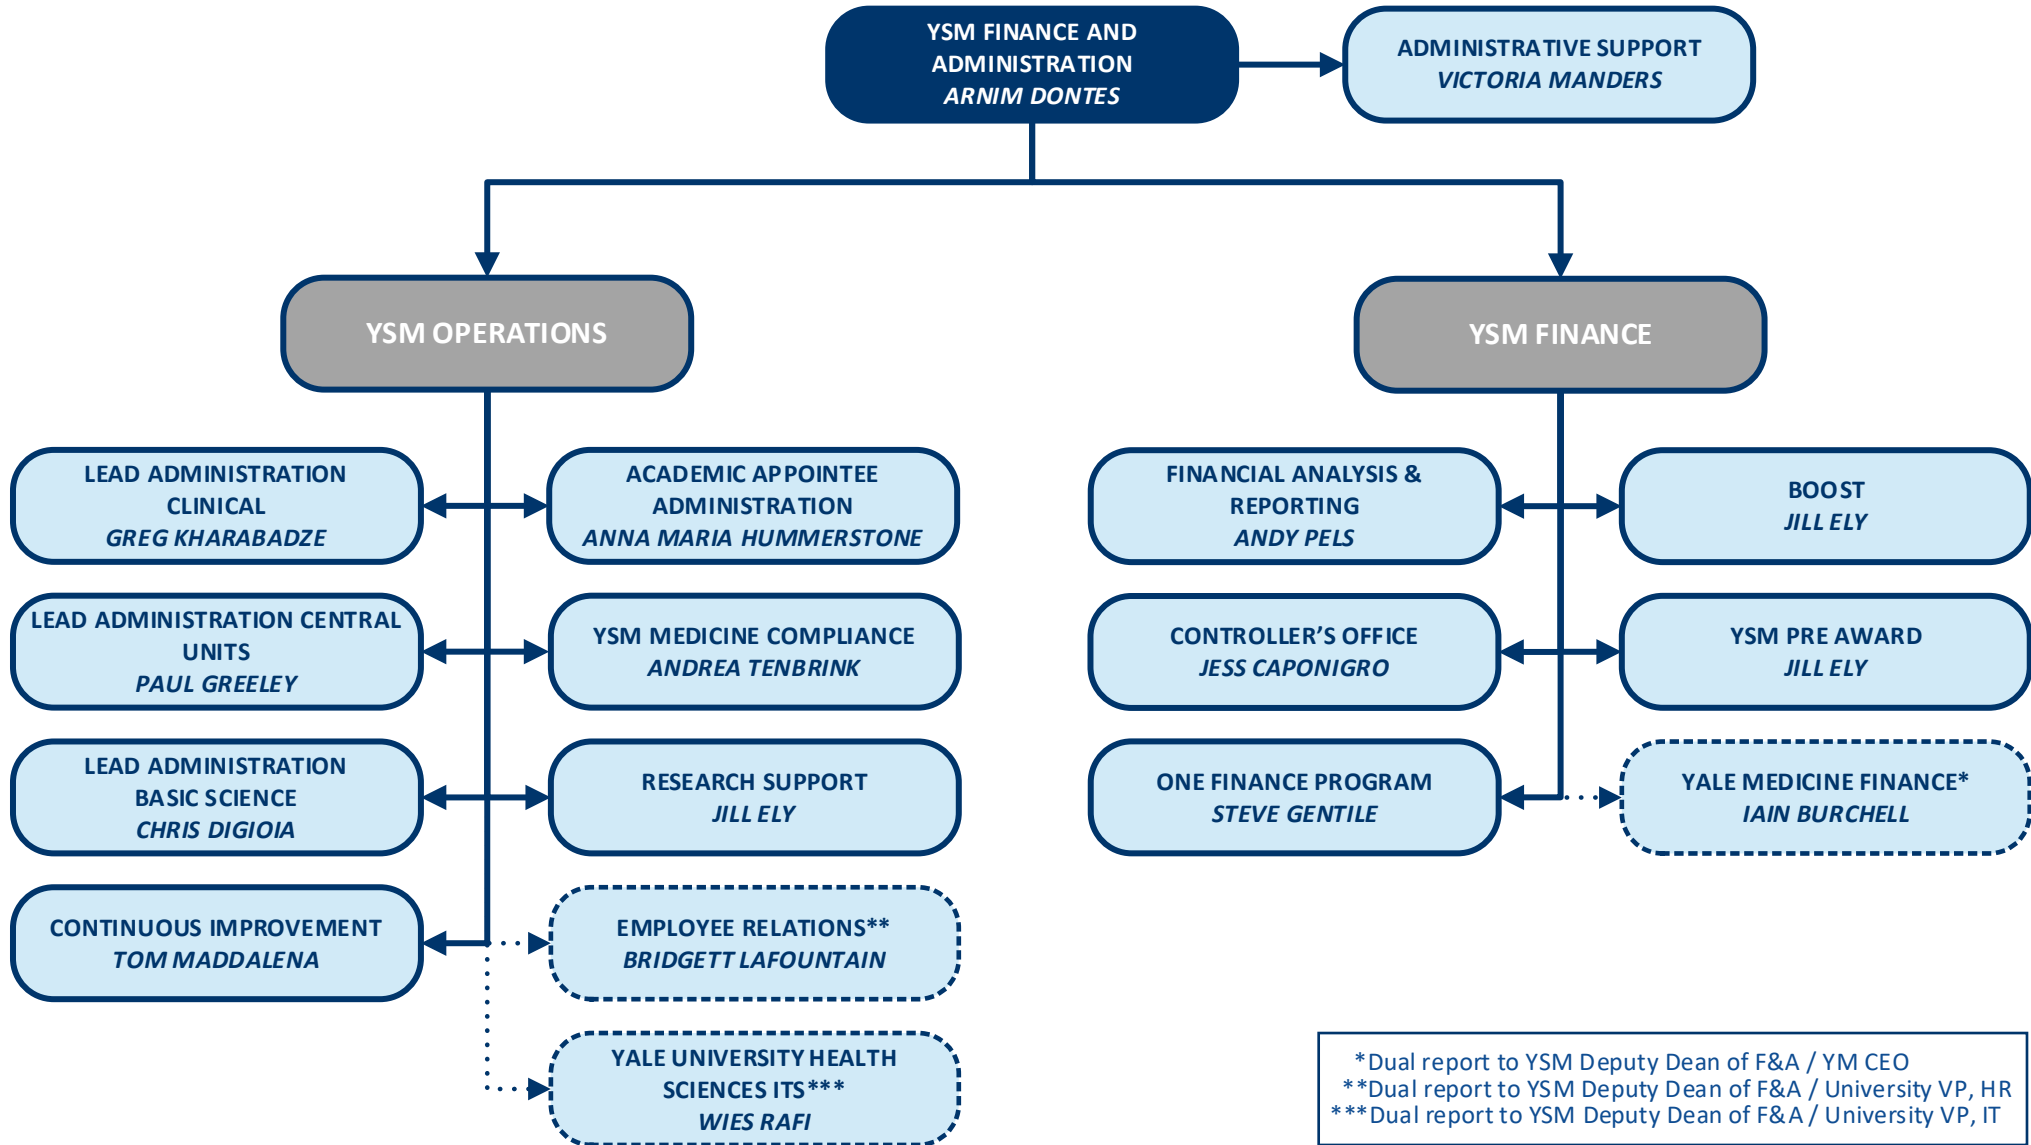 YSM FINANCE AND
ADMINISTRATION
ARNIM DONTES
ADMINISTRATIVE SUPPORT
VICTORIA MANDERS
YSM OPERATIONS
YSM FINANCE
LEAD ADMINISTRATION
CLINICAL
GREG KHARABADZE
ACADEMIC APPOINTEE
ADMINISTRATION
ANNA MARIA HUMMERSTONE
FINANCIAL ANALYSIS &
REPORTING
ANDY PELS
BOOST
JILL ELY
LEAD ADMINISTRATION CENTRAL
UNITS
PAUL GREELEY
YSM MEDICINE COMPLIANCE
ANDREA TENBRINK
CONTROLLER’S OFFICE
JESS CAPONIGRO
YSM PRE AWARD
JILL ELY
LEAD ADMINISTRATION
BASIC SCIENCE
CHRIS DIGIOIA
RESEARCH SUPPORT
JILL ELY
ONE FINANCE PROGRAM
STEVE GENTILE
YALE MEDICINE FINANCE*
IAIN BURCHELL
CONTINUOUS IMPROVEMENT
TOM MADDALENA
EMPLOYEE RELATIONS**
BRIDGETT LAFOUNTAIN
YALE UNIVERSITY HEALTH
SCIENCES ITS***
WIES RAFI
*Dual report to YSM Deputy Dean of F&A / YM CEO
**Dual report to YSM Deputy Dean of F&A / University VP, HR
***Dual report to YSM Deputy Dean of F&A / University VP, IT